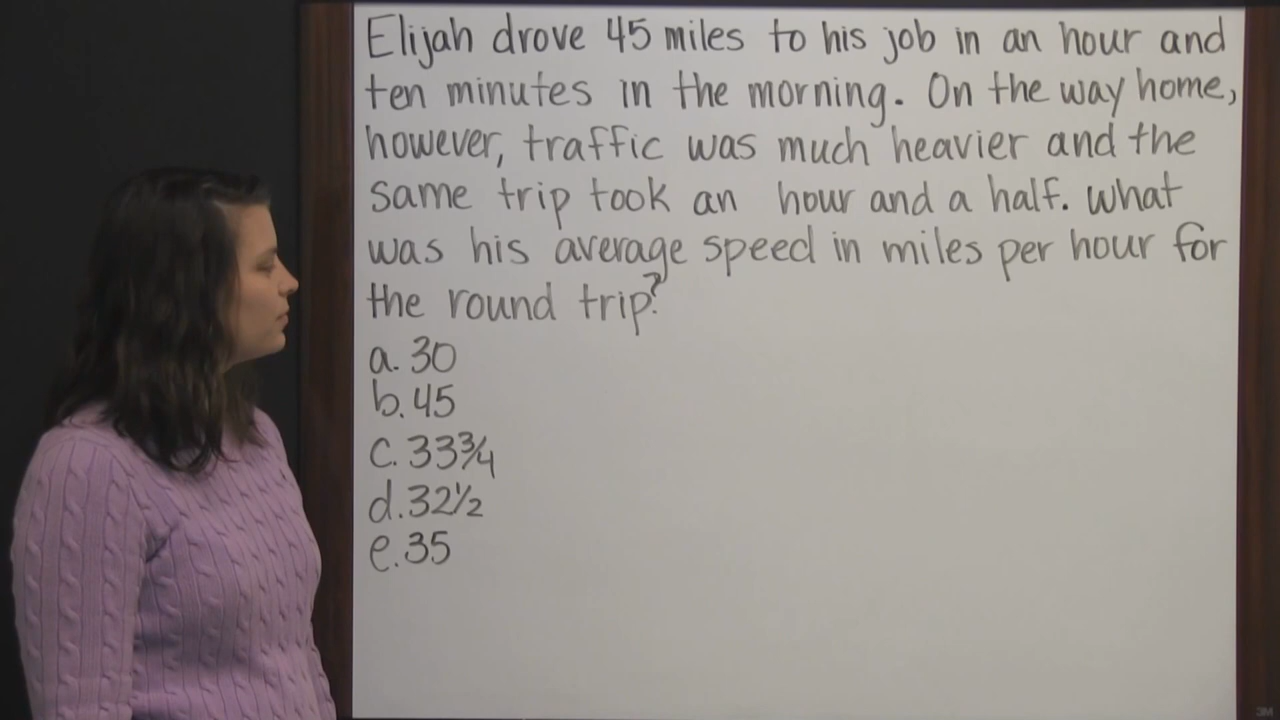 Elijah drove 45 miles to his job in an hour and
ten minutes in the morning. On the way home,
however, traffic was much heavier and the
same trip took an hour and a half. What
was his average speed in miles per hour for
the round trip?
a. 30
b. 45
c. 33¾
d. 32½
e. 35
3M